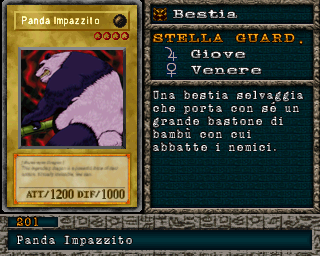 Panda Impazzito
ATT/1200 DIF/1000
Bestia
STELLA GUARD.
Giove
Venere
Una bestia selvaggia
che porta con sé un
grande bastone di
bambù con cui
abbatte i nemici.
201
Panda Impazzito